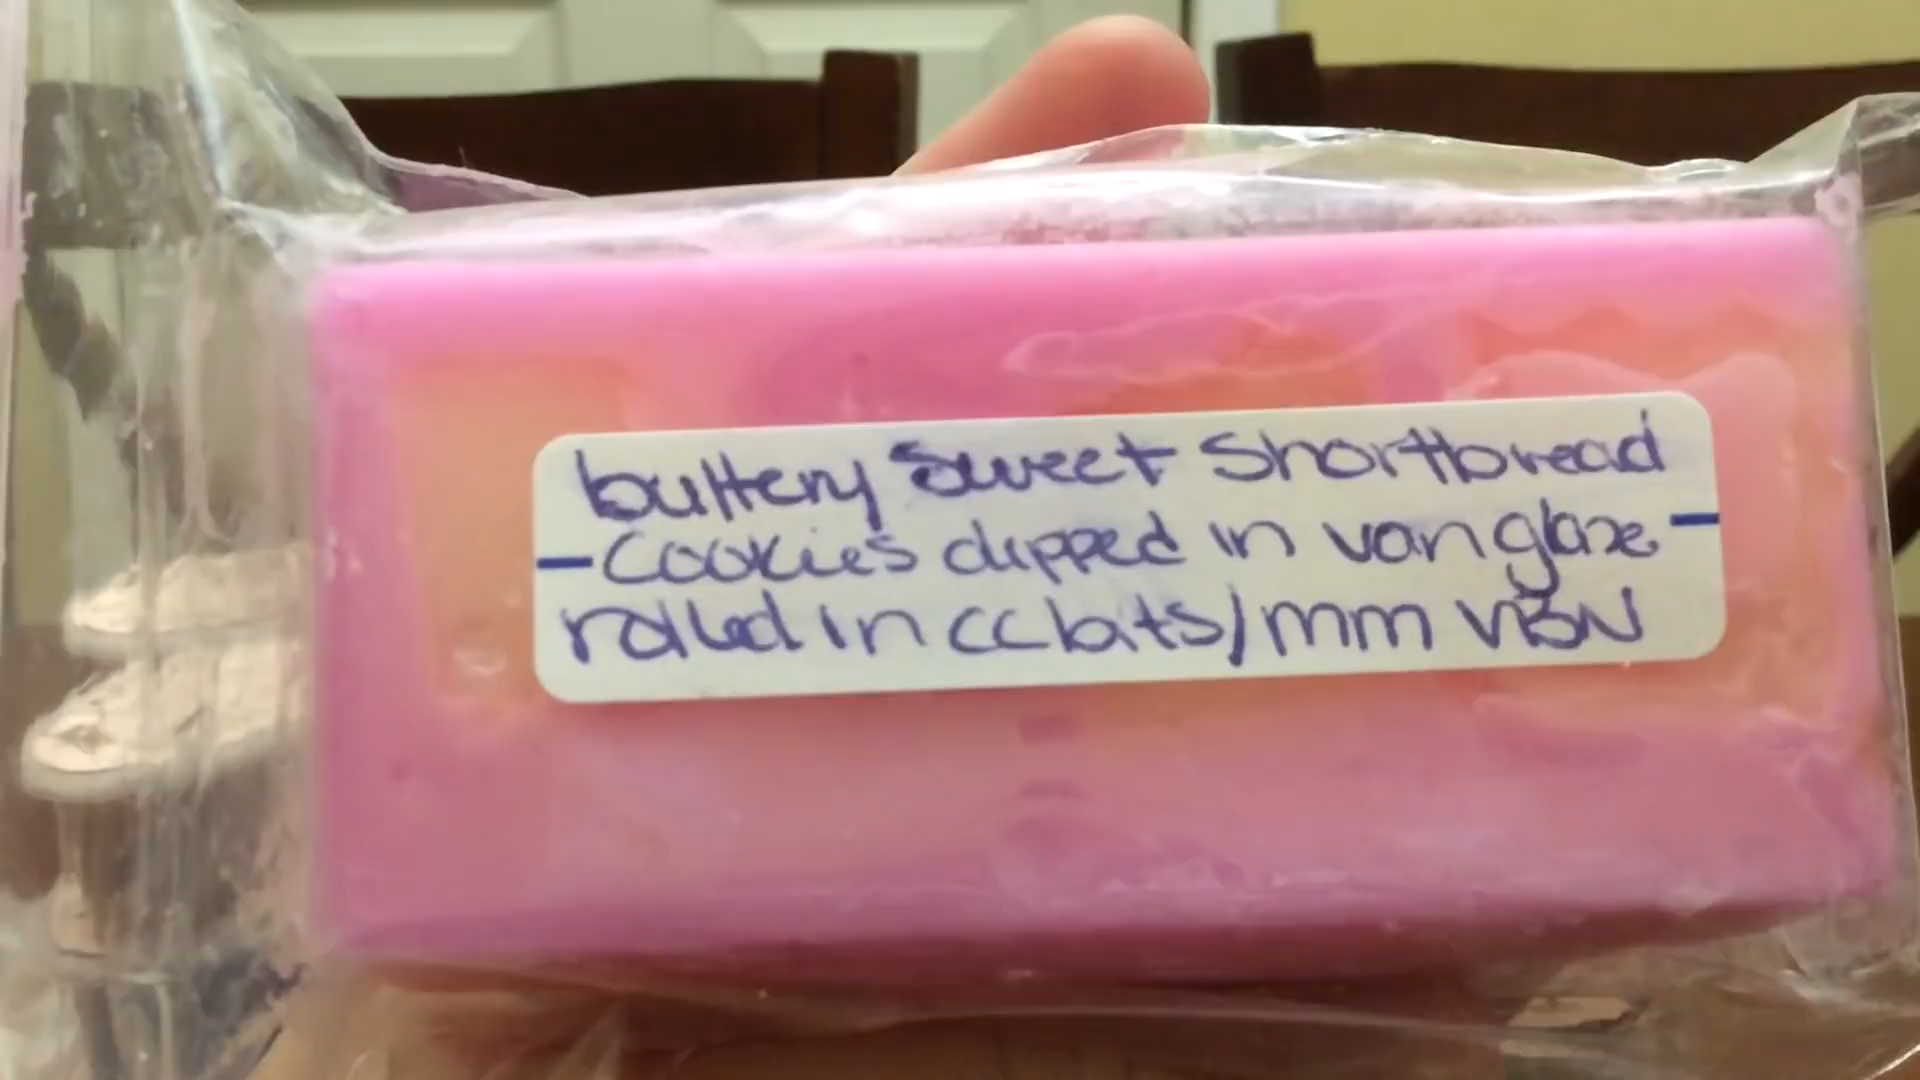 buttery sweet shortbread
cookies dipped in van glaze
rolled in cc bits/mm VBN